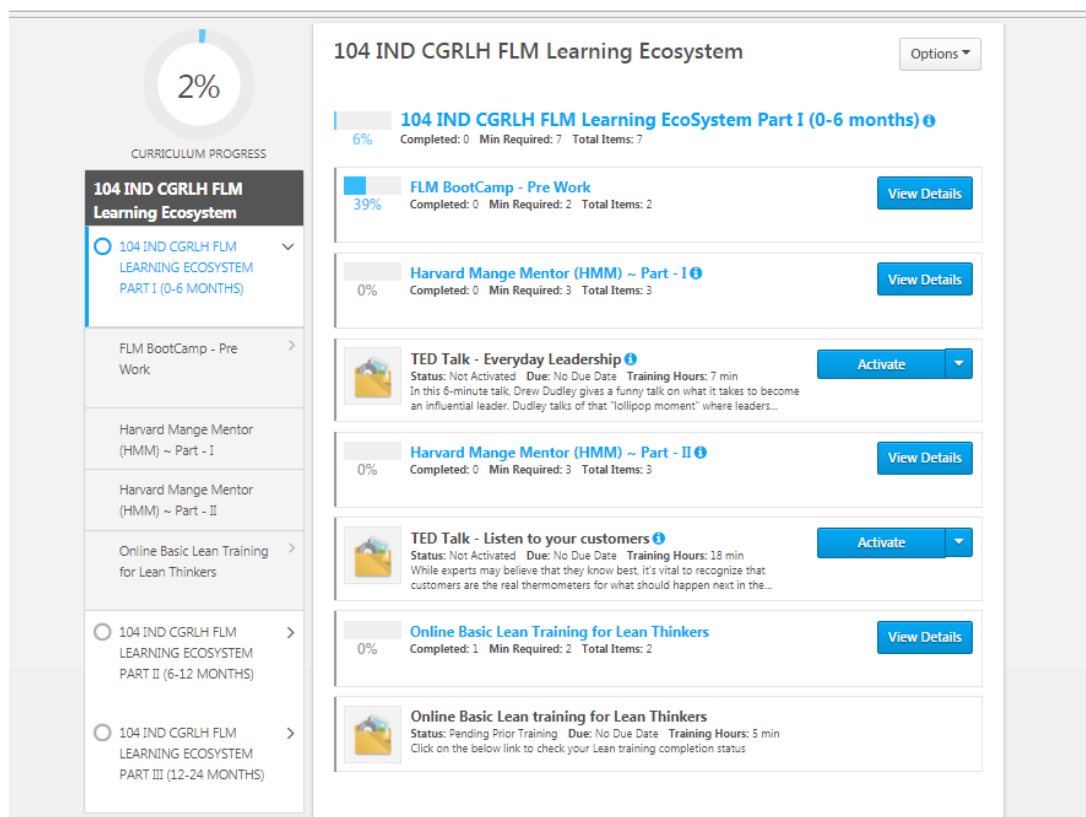 2%
CURRICULUM PROGRESS
104 IND CGRLH FLM
Learning Ecosystem
104 IND CGRLH FLM
LEARNING ECOSYSTEM
PART I (0-6 MONTHS)
FLM BootCamp - Pre
Work
Harvard Mange Mentor
(HMM) ~ Part - I
Harvard Mange Mentor
(HMM) ~ Part - II
Online Basic Lean Training
for Lean Thinkers
104 IND CGRLH FLM
LEARNING ECOSYSTEM
PART II (6-12 MONTHS)
104 IND CGRLH FLM
LEARNING ECOSYSTEM
PART III (12-24 MONTHS)
104 IND CGRLH FLM Learning Ecosystem
Options
104 IND CGRLH FLM Learning EcoSystem Part I (0-6 months)
6% Completed: 0 Min Required: 7 Total Items: 7
FLM BootCamp - Pre Work
View Details
39% Completed: 0 Min Required: 2 Total Items: 2
Harvard Mange Mentor (HMM) ~ Part - I
View Details
0% Completed: 0 Min Required: 3 Total Items: 3
TED Talk - Everyday Leadership
Activate
Status: Not Activated Due: No Due Date Training Hours: 7 min
In this 6-minute talk, Drew Dudley gives a funny talk on what it takes to become
an influential leader. Dudley talks of that "lollipop moment" where leaders...
Harvard Mange Mentor (HMM) ~ Part - II
View Details
0% Completed: 0 Min Required: 3 Total Items: 3
TED Talk - Listen to your customers
Activate
Status: Not Activated Due: No Due Date Training Hours: 18 min
While experts may believe that they know best, it's vital to recognize that
customers are the real thermometers for what should happen next in the...
Online Basic Lean Training for Lean Thinkers
View Details
0% Completed: 1 Min Required: 2 Total Items: 2
Online Basic Lean training for Lean Thinkers
Status: Pending Prior Training Due: No Due Date Training Hours: 5 min
Click on the below link to check your Lean training completion status